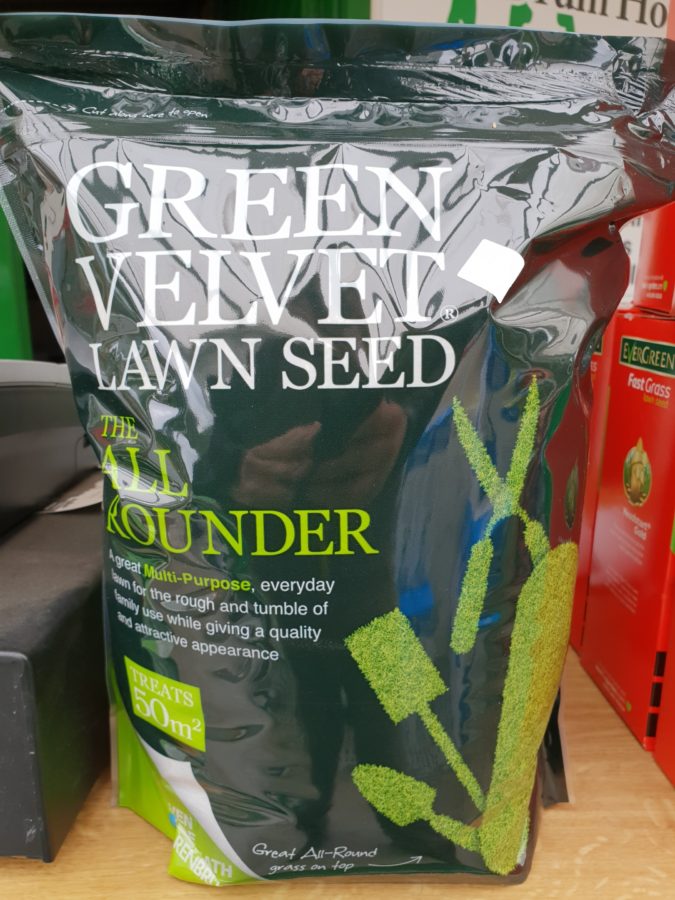 Cut along here to open
GREEN
VELVET®
LAWN SEED
THE
ALL
ROUNDER
A great Multi-Purpose, everyday
lawn for the rough and tumble of
family use while giving a quality
and attractive appearance
TREATS
50m²
Great All-Round
grass on top
EVERGREEN
Fast Grass
lawn seed